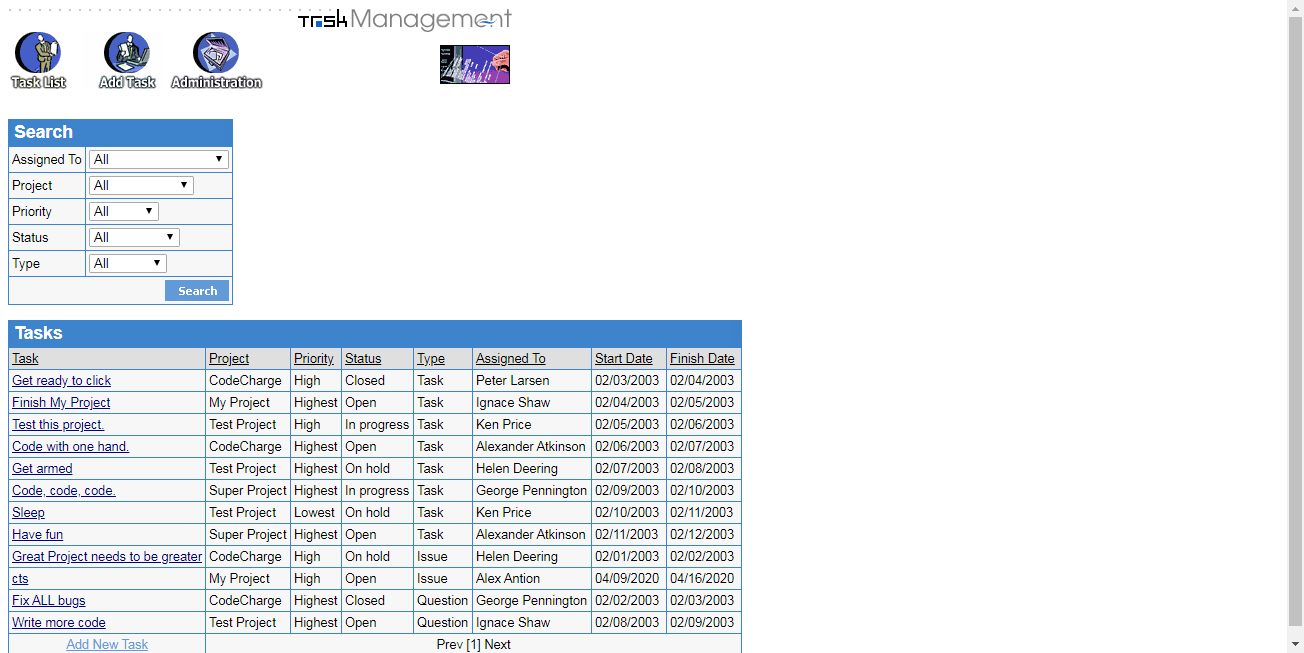 Task Management
Task List Add Task Administration
Search
Assigned To All
Project All
Priority All
Status All
Type All
Search
Tasks
Task Project Priority Status Type Assigned To Start Date Finish Date
Get ready to click CodeCharge High Closed Task Peter Larsen 02/03/2003 02/04/2003
Finish My Project My Project Highest Open Task Ignace Shaw 02/04/2003 02/05/2003
Test this project. Test Project High In progress Task Ken Price 02/05/2003 02/06/2003
Code with one hand. CodeCharge Highest Open Task Alexander Atkinson 02/06/2003 02/07/2003
Get armed Test Project Highest On hold Task Helen Deering 02/07/2003 02/08/2003
Code, code, code. Super Project Highest In progress Task George Pennington 02/09/2003 02/10/2003
Sleep Test Project Lowest On hold Task Ken Price 02/10/2003 02/11/2003
Have fun Super Project Highest Open Task Alexander Atkinson 02/11/2003 02/12/2003
Great Project needs to be greater CodeCharge High On hold Issue Helen Deering 02/01/2003 02/02/2003
cts My Project High Open Issue Alex Antion 04/09/2020 04/16/2020
Fix ALL bugs CodeCharge Highest Closed Question George Pennington 02/02/2003 02/03/2003
Write more code Test Project Highest Open Question Ignace Shaw 02/08/2003 02/09/2003
Add New Task Prev [1] Next